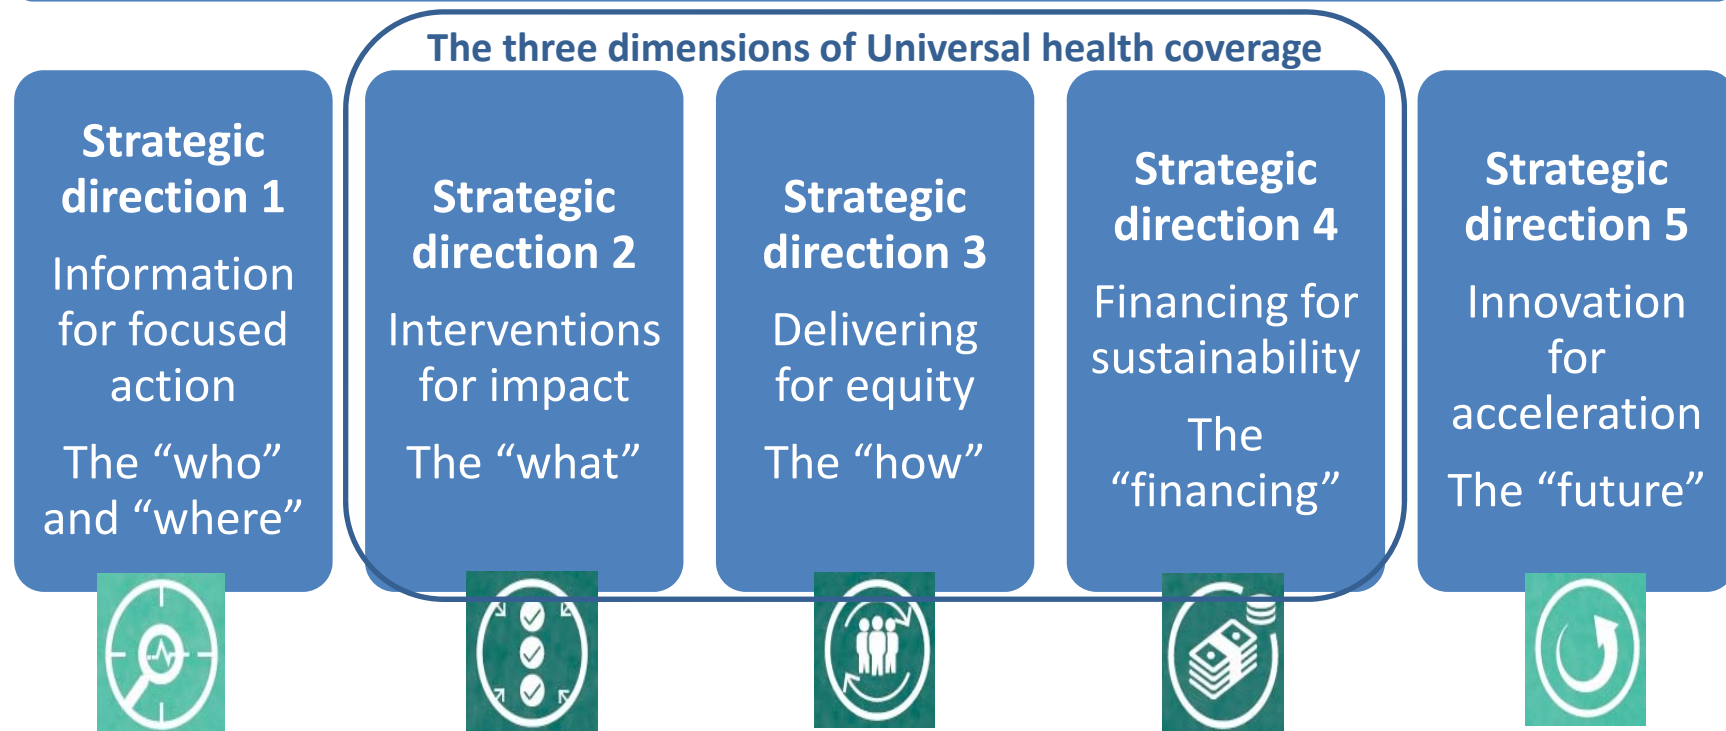 The three dimensions of Universal health coverage
Strategic
direction 1
Information
for focused
action
The “who”
and “where”
Strategic
direction 2
Interventions
for impact
The “what”
Strategic
direction 3
Delivering
for equity
The “how”
Strategic
direction 4
Financing for
sustainability
The
“financing”
Strategic
direction 5
Innovation
for
acceleration
The “future”